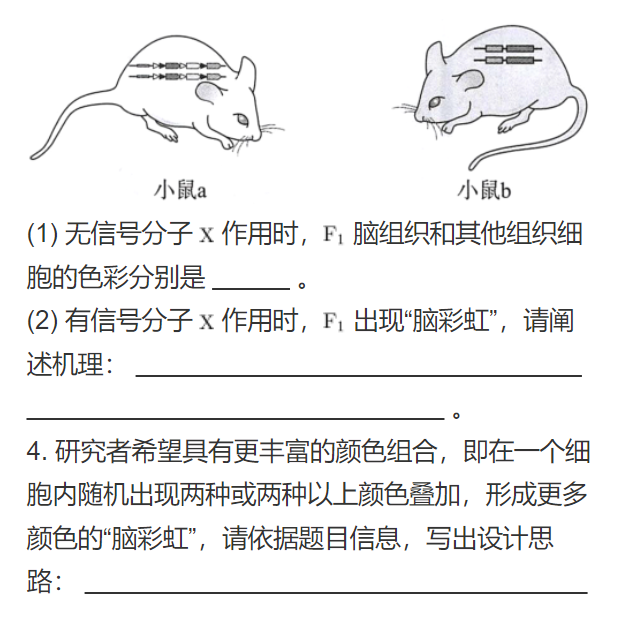 小鼠a
小鼠b
(1) 无信号分子 X 作用时，F₁ 脑组织和其他组织细
胞的色彩分别是 ______ 。
(2) 有信号分子 X 作用时，F₁ 出现“脑彩虹”，请阐
述机理： ______
______ 。
4. 研究者希望具有更丰富的颜色组合，即在一个细
胞内随机出现两种或两种以上颜色叠加，形成更多
颜色的“脑彩虹”，请依据题目信息，写出设计思
路： ______